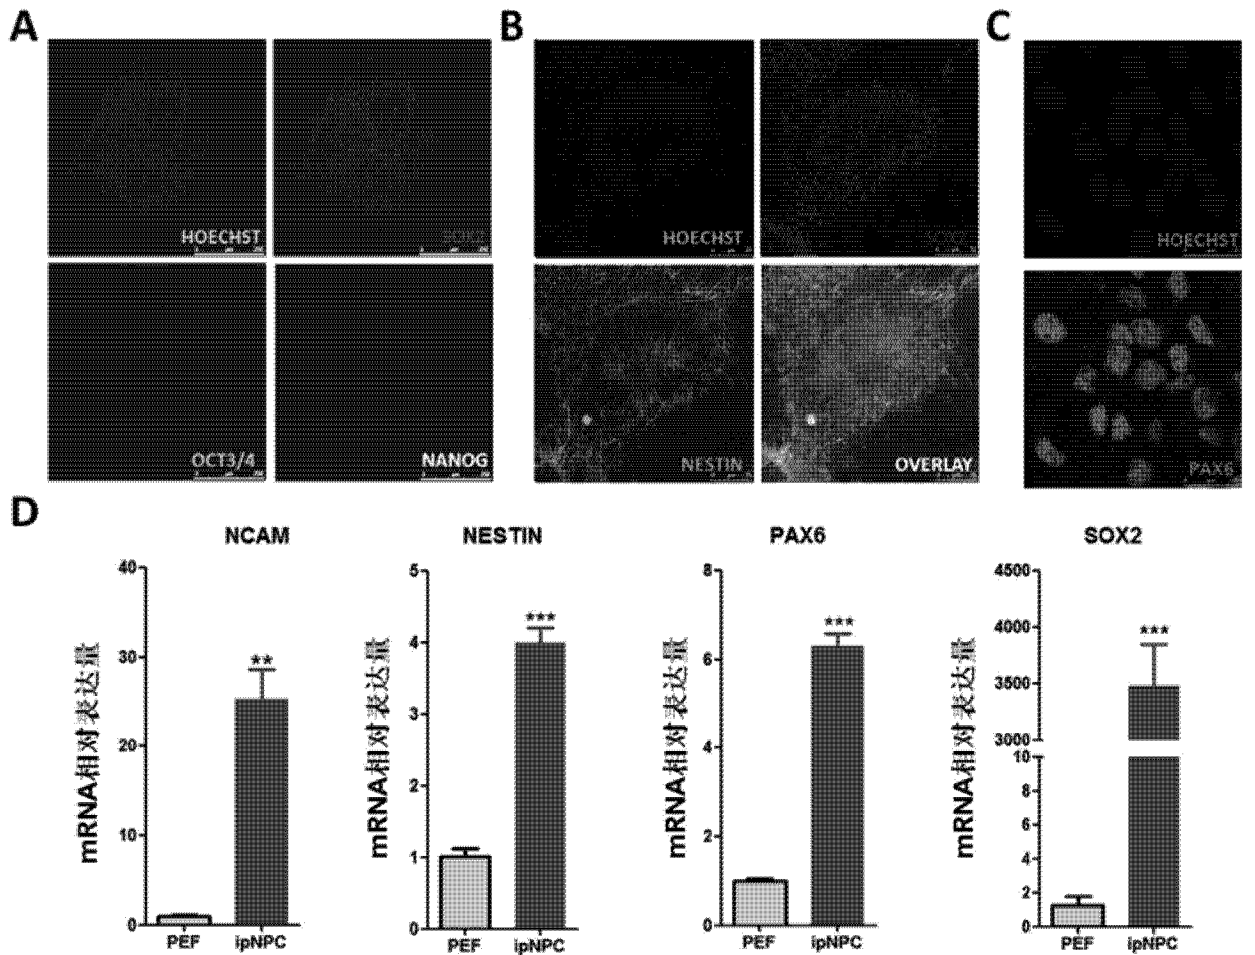 A
B
C
HOECHST
SOX2
HOECHST
HOECHST
OCT3/4
NANOG
NESTIN
OVERLAY
PAX6
D
NCAM
mRNA相对表达量
40
30
20
10
0
**
PEF
ipNPC
NESTIN
mRNA相对表达量
5
4
3
2
1
0
***
PEF
ipNPC
PAX6
mRNA相对表达量
8
6
4
2
0
***
PEF
ipNPC
SOX2
mRNA相对表达量
4500
4000
3500
3000
10
8
6
4
2
0
***
PEF
ipNPC